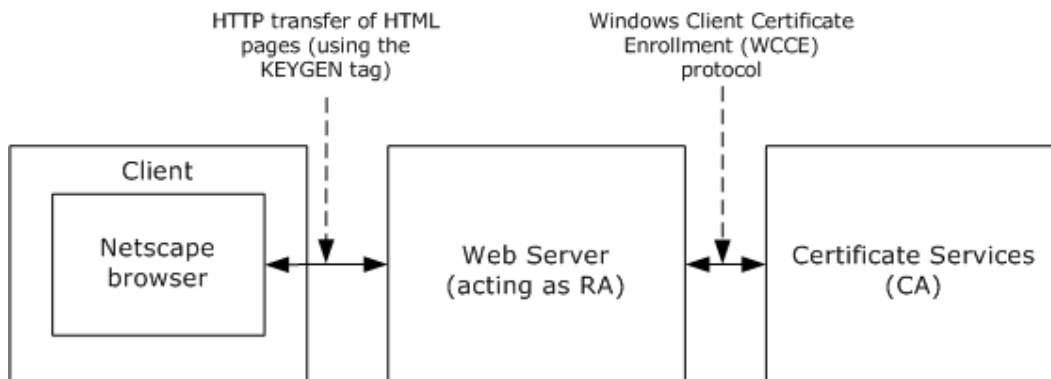 HTTP transfer of HTML
pages (using the
KEYGEN tag)
Windows Client Certificate
Enrollment (WCCE)
protocol
Client
Netscape
browser
Web Server
(acting as RA)
Certificate Services
(CA)